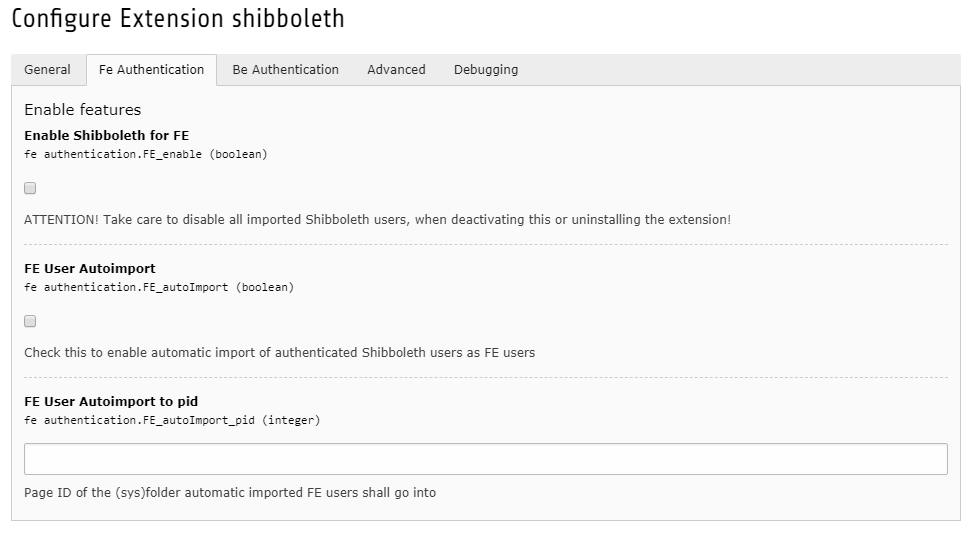 Configure Extension shibboleth
General Fe Authentication Be Authentication Advanced Debugging
Enable features
Enable Shibboleth for FE
fe authentication.FE_enable (boolean)
ATTENTION! Take care to disable all imported Shibboleth users, when deactivating this or uninstalling the extension!
FE User Autoimport
fe authentication.FE_autoImport (boolean)
Check this to enable automatic import of authenticated Shibboleth users as FE users
FE User Autoimport to pid
fe authentication.FE_autoImport_pid (integer)
Page ID of the (sys)folder automatic imported FE users shall go into